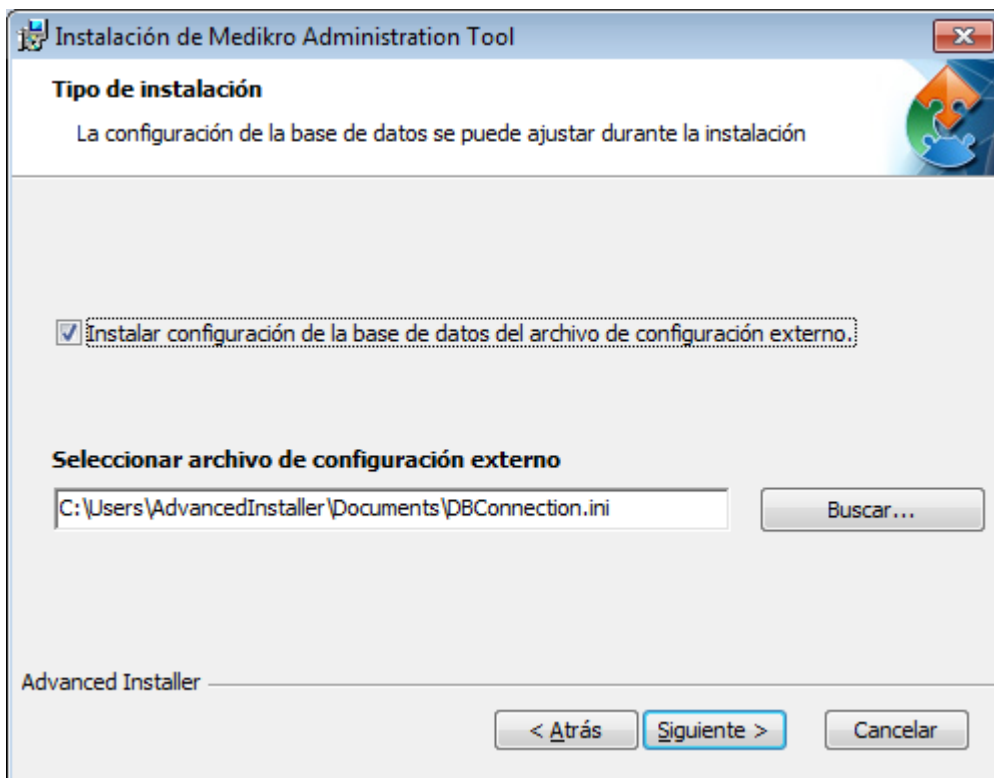 Instalación de Medikro Administration Tool
Tipo de instalación
La configuración de la base de datos se puede ajustar durante la instalación
Instalar configuración de la base de datos del archivo de configuración externo.
Seleccionar archivo de configuración externo
C:\Users\AdvancedInstaller\Documents\DBConnection.ini
Buscar...
Advanced Installer
< Atrás
Siguiente >
Cancelar